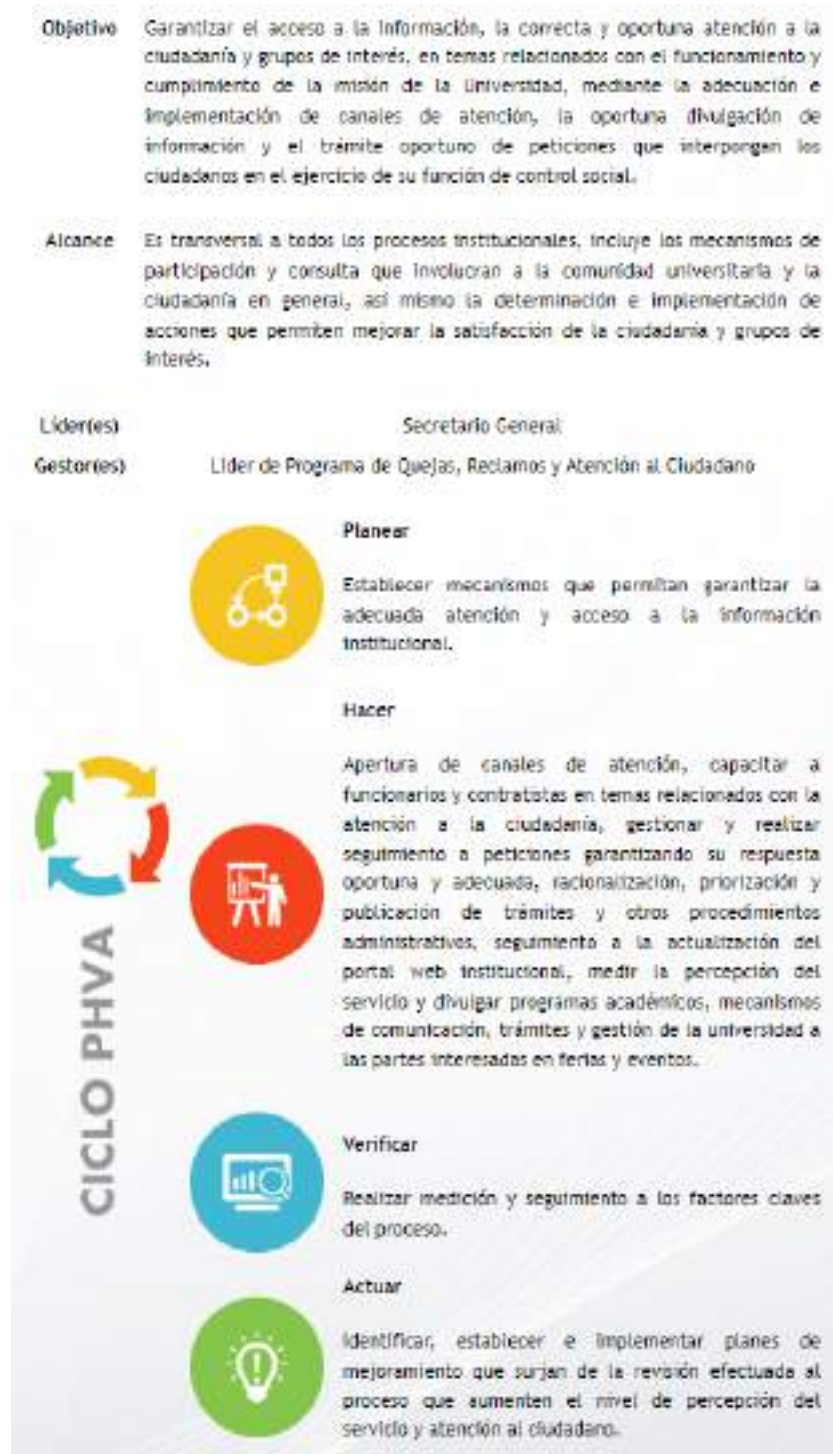 Objetivo Garantizar el acceso a la información, la correcta y oportuna atención a la
ciudadanía y grupos de interés, en temas relacionados con el funcionamiento y
cumplimiento de la misión de la Universidad, mediante la adecuación e
implementación de canales de atención, la oportuna divulgación de
información y el trámite oportuno de peticiones que interpongan los
ciudadanos en el ejercicio de su función de control social.
Alcance Es transversal a todos los procesos institucionales, incluye los mecanismos de
participación y consulta que involucran a la comunidad universitaria y la
ciudadanía en general, así mismo la determinación e implementación de
acciones que permiten mejorar la satisfacción de la ciudadanía y grupos de
interés.
Líder(es) Secretario General
Gestor(es) Líder de Programa de Quejas, Reclamos y Atención al Ciudadano
Planear
Establecer mecanismos que permitan garantizar la
adecuada atención y acceso a la información
institucional.
Hacer
Apertura de canales de atención, capacitar a
funcionarios y contratistas en temas relacionados con la
atención a la ciudadanía, gestionar y realizar
seguimiento a peticiones garantizando su respuesta
oportuna y adecuada, racionalización, priorización y
publicación de trámites y otros procedimientos
administrativos, seguimiento a la actualización del
portal web institucional, medir la percepción del
servicio y divulgar programas académicos, mecanismos
de comunicación, trámites y gestión de la universidad a
las partes interesadas en ferias y eventos.
CICLO PHVA
Verificar
Realizar medición y seguimiento a los factores claves
del proceso.
Actuar
Identificar, establecer e implementar planes de
mejoramiento que surjan de la revisión efectuada al
proceso que aumenten el nivel de percepción del
servicio y atención al ciudadano.